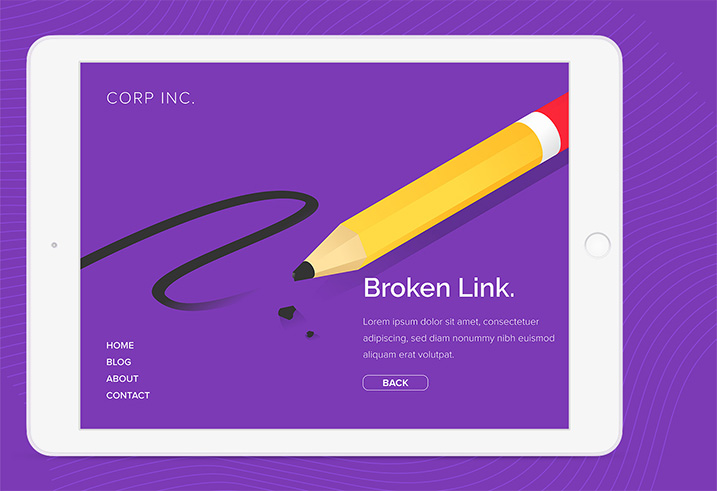 CORP INC.
Broken Link.
Lorem ipsum dolor sit amet, consectetuer
adipiscing, sed diam nonummy nibh euismod
aliquam erat volutpat.
BACK
HOME
BLOG
ABOUT
CONTACT